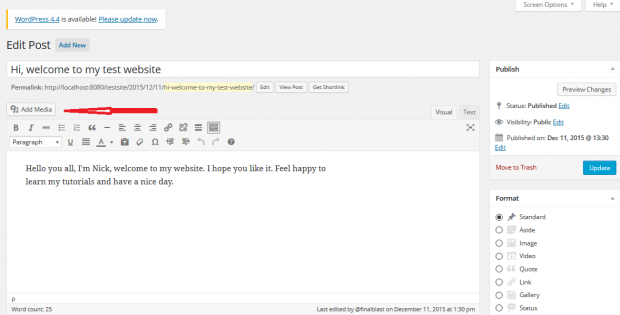 Screen Options ▼ Help ▼
WordPress 4.4 is available! Please update now.
Edit Post Add New
Hi, welcome to my test website
Permalink: http://localhost:8080/testsite/2015/12/11/hi-welcome-to-my-test-website/ Edit View Post Get Shortlink
Add Media
Visual Text
B I ABC
Paragraph U A Ω
Hello you all, I'm Nick, welcome to my website. I hope you like it. Feel happy to
learn my tutorials and have a nice day.
p
Word count: 25 Last edited by @finalblast on December 11, 2015 at 1:30 pm
Publish
Preview Changes
Status: Published Edit
Visibility: Public Edit
Published on: Dec 11, 2015 @ 13:30
Edit
Move to Trash Update
Format
Standard
Aside
Image
Video
Quote
Link
Gallery
Status